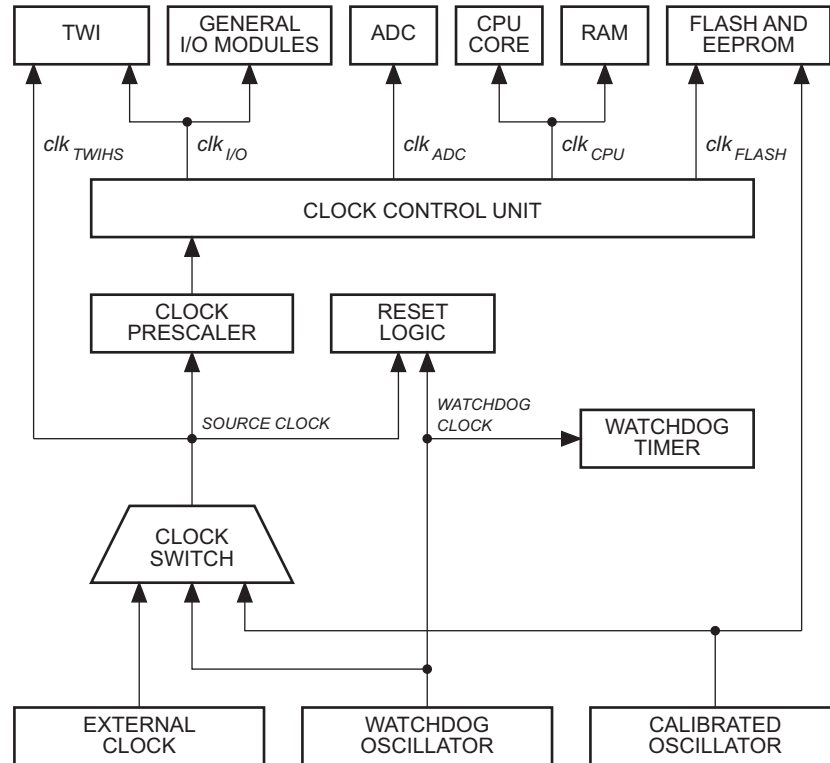 TWI
GENERAL
I/O MODULES
ADC
CPU
CORE
RAM
FLASH AND
EEPROM
clk TWIHS
clk I/O
clk ADC
clk CPU
clk FLASH
CLOCK CONTROL UNIT
CLOCK
PRESCALER
RESET
LOGIC
SOURCE CLOCK
WATCHDOG
CLOCK
WATCHDOG
TIMER
CLOCK
SWITCH
EXTERNAL
CLOCK
WATCHDOG
OSCILLATOR
CALIBRATED
OSCILLATOR